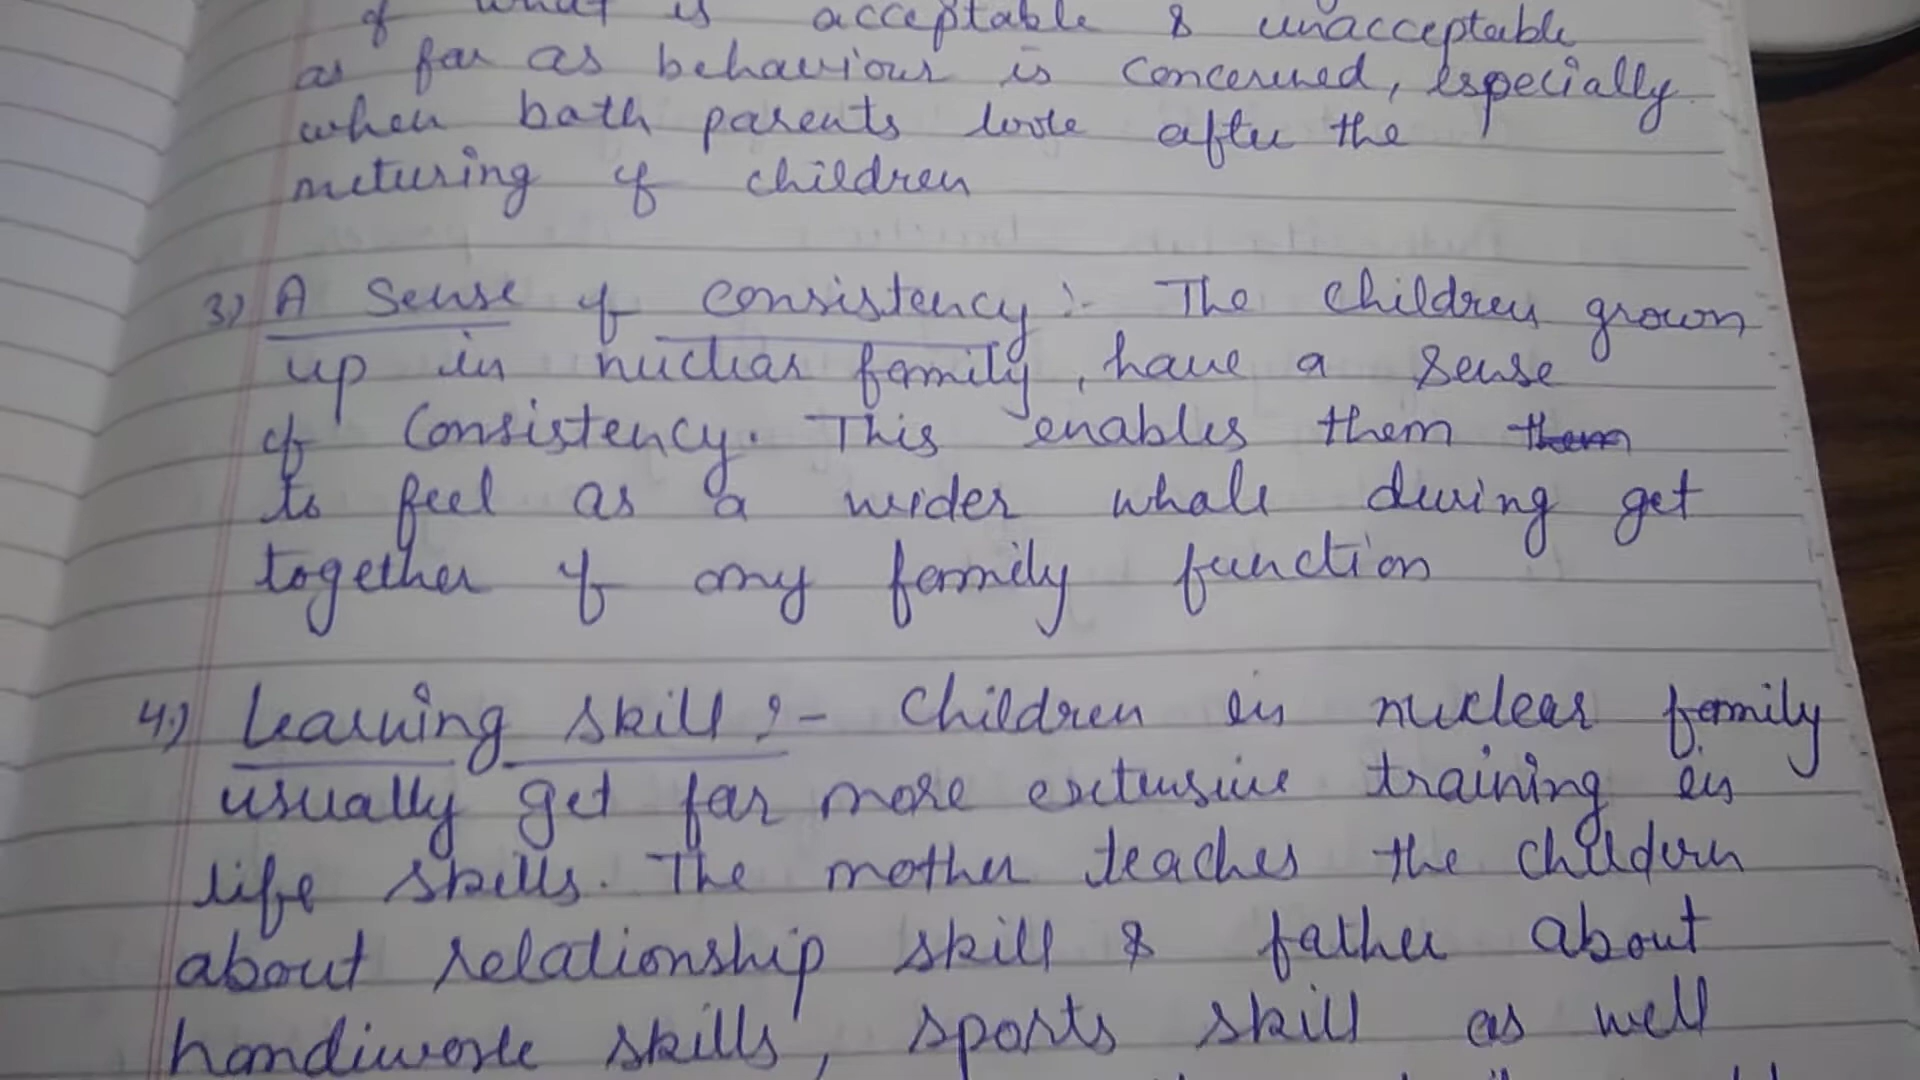 of what is acceptable & unacceptable
as far as behaviour is concerned, especially
when both parents look after the
neturing of children
3) A Sense of consistency :- The children grown
up in nuclear family, have a sense
of Consistency. This enables them them
to feel as a wider whole during get
together of any family function
4.) Learning skill :- Children in nuclear family
usually get far more extensive training in
life skills. The mother teaches the children
about relationship skill & father about
handiwork skills, sports skill as well